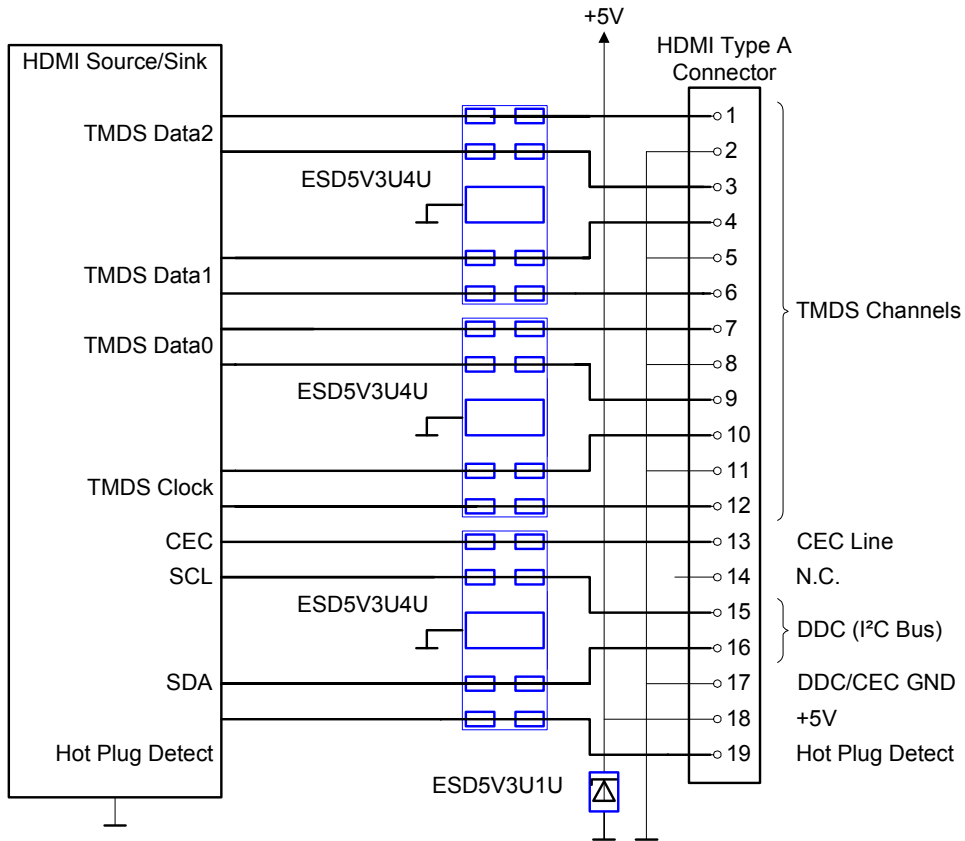 +5V
HDMI Source/Sink
HDMI Type A
Connector
TMDS Data2
ESD5V3U4U
TMDS Data1
TMDS Data0
ESD5V3U4U
TMDS Clock
CEC
SCL
ESD5V3U4U
SDA
Hot Plug Detect
ESD5V3U1U
1
2
3
4
5
6
7
8
9
10
11
12
13
14
15
16
17
18
19
TMDS Channels
CEC Line
N.C.
DDC (I²C Bus)
DDC/CEC GND
+5V
Hot Plug Detect